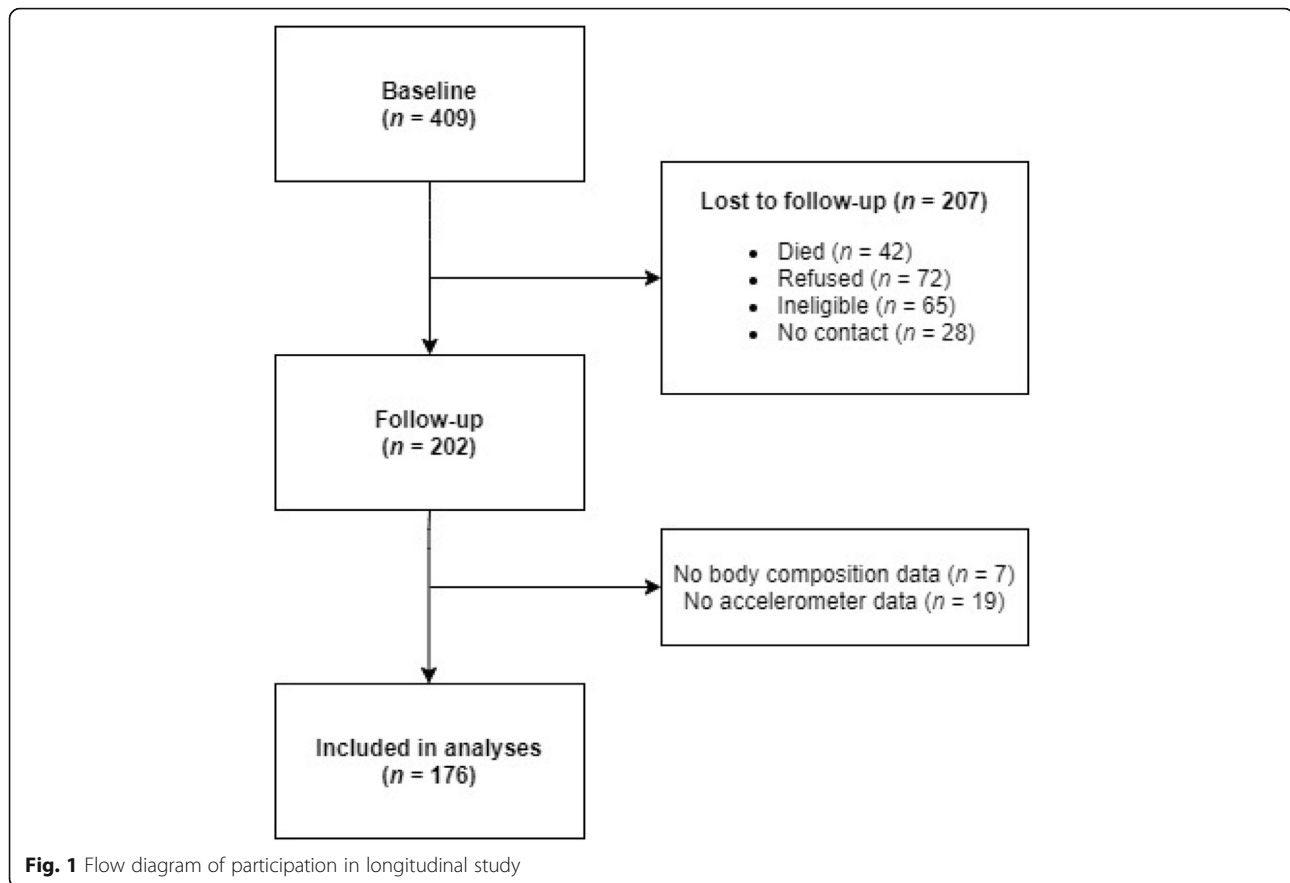 Baseline
(n = 409)
Lost to follow-up (n = 207)
• Died (n = 42)
• Refused (n = 72)
• Ineligible (n = 65)
• No contact (n = 28)
Follow-up
(n = 202)
No body composition data (n = 7)
No accelerometer data (n = 19)
Included in analyses
(n = 176)
Fig. 1 Flow diagram of participation in longitudinal study